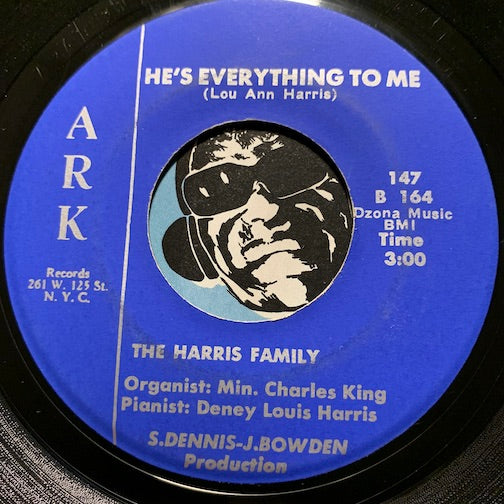 HE'S EVERYTHING TO ME
(Lou Ann Harris)
A
R
K
Records
261 W. 125 St.
N. Y. C.
147
B 164
Dzona Music
BMI
Time
3:00
THE HARRIS FAMILY
Organist: Min. Charles King
Pianist: Deney Louis Harris
S.DENNIS-J.BOWDEN
Production